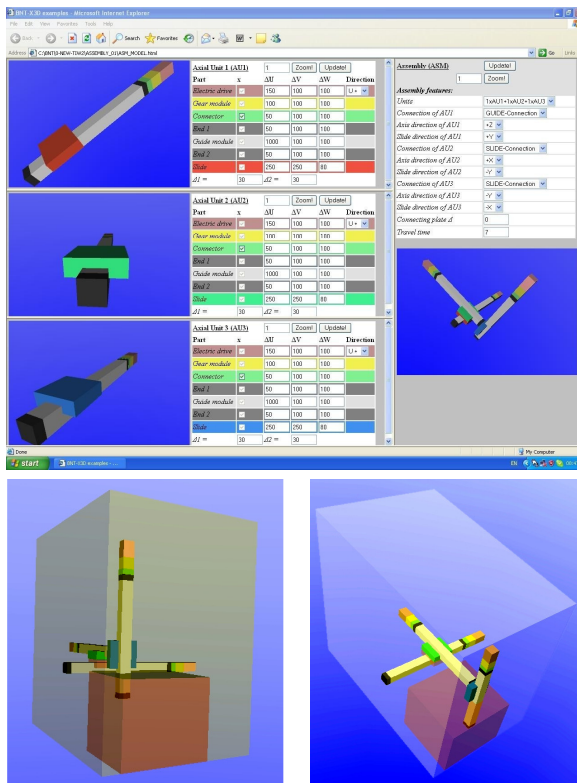 BNT-X3D examples - Microsoft Internet Explorer
File Edit View Favorites Tools Help
Back Search Favorites
Address C:\BNT\0-NEW-TIW2\ASSEMBLY_01\ASM_MODEL.html Go Links
Axial Unit 1 (AU1) 1 Zoom! Update!
Part x ΔU ΔV ΔW Direction
Electric drive 150 100 100 U +
Gear module 100 100 100
Connector 50 100 100
End 1 50 100 100
Guide module 1000 100 100
End 2 50 100 100
Slide 250 250 80
Δ1 = 30 Δ2 = 30
Axial Unit 2 (AU2) 1 Zoom! Update!
Part x ΔU ΔV ΔW Direction
Electric drive 150 100 100 U +
Gear module 100 100 100
Connector 50 100 100
End 1 50 100 100
Guide module 1000 100 100
End 2 50 100 100
Slide 250 250 80
Δ1 = 30 Δ2 = 30
Axial Unit 3 (AU3) 1 Zoom! Update!
Part x ΔU ΔV ΔW Direction
Electric drive 150 100 100 U +
Gear module 100 100 100
Connector 50 100 100
End 1 50 100 100
Guide module 1000 100 100
End 2 50 100 100
Slide 250 250 80
Δ1 = 30 Δ2 = 30
Assembly (ASM) Update!
1 Zoom!
Assembly features:
Units 1xAU1+1xAU2+1xAU3
Connection of AU1 GUIDE-Connection
Axis direction of AU1 +Z
Slide direction of AU1 +Y
Connection of AU2 SLIDE-Connection
Axis direction of AU2 +X
Slide direction of AU2 -Y
Connection of AU3 SLIDE-Connection
Axis direction of AU3 -Y
Slide direction of AU3 -X
Connecting plate Δ 0
Travel time 7
Done My Computer
start BNT-X3D examples - ... EN